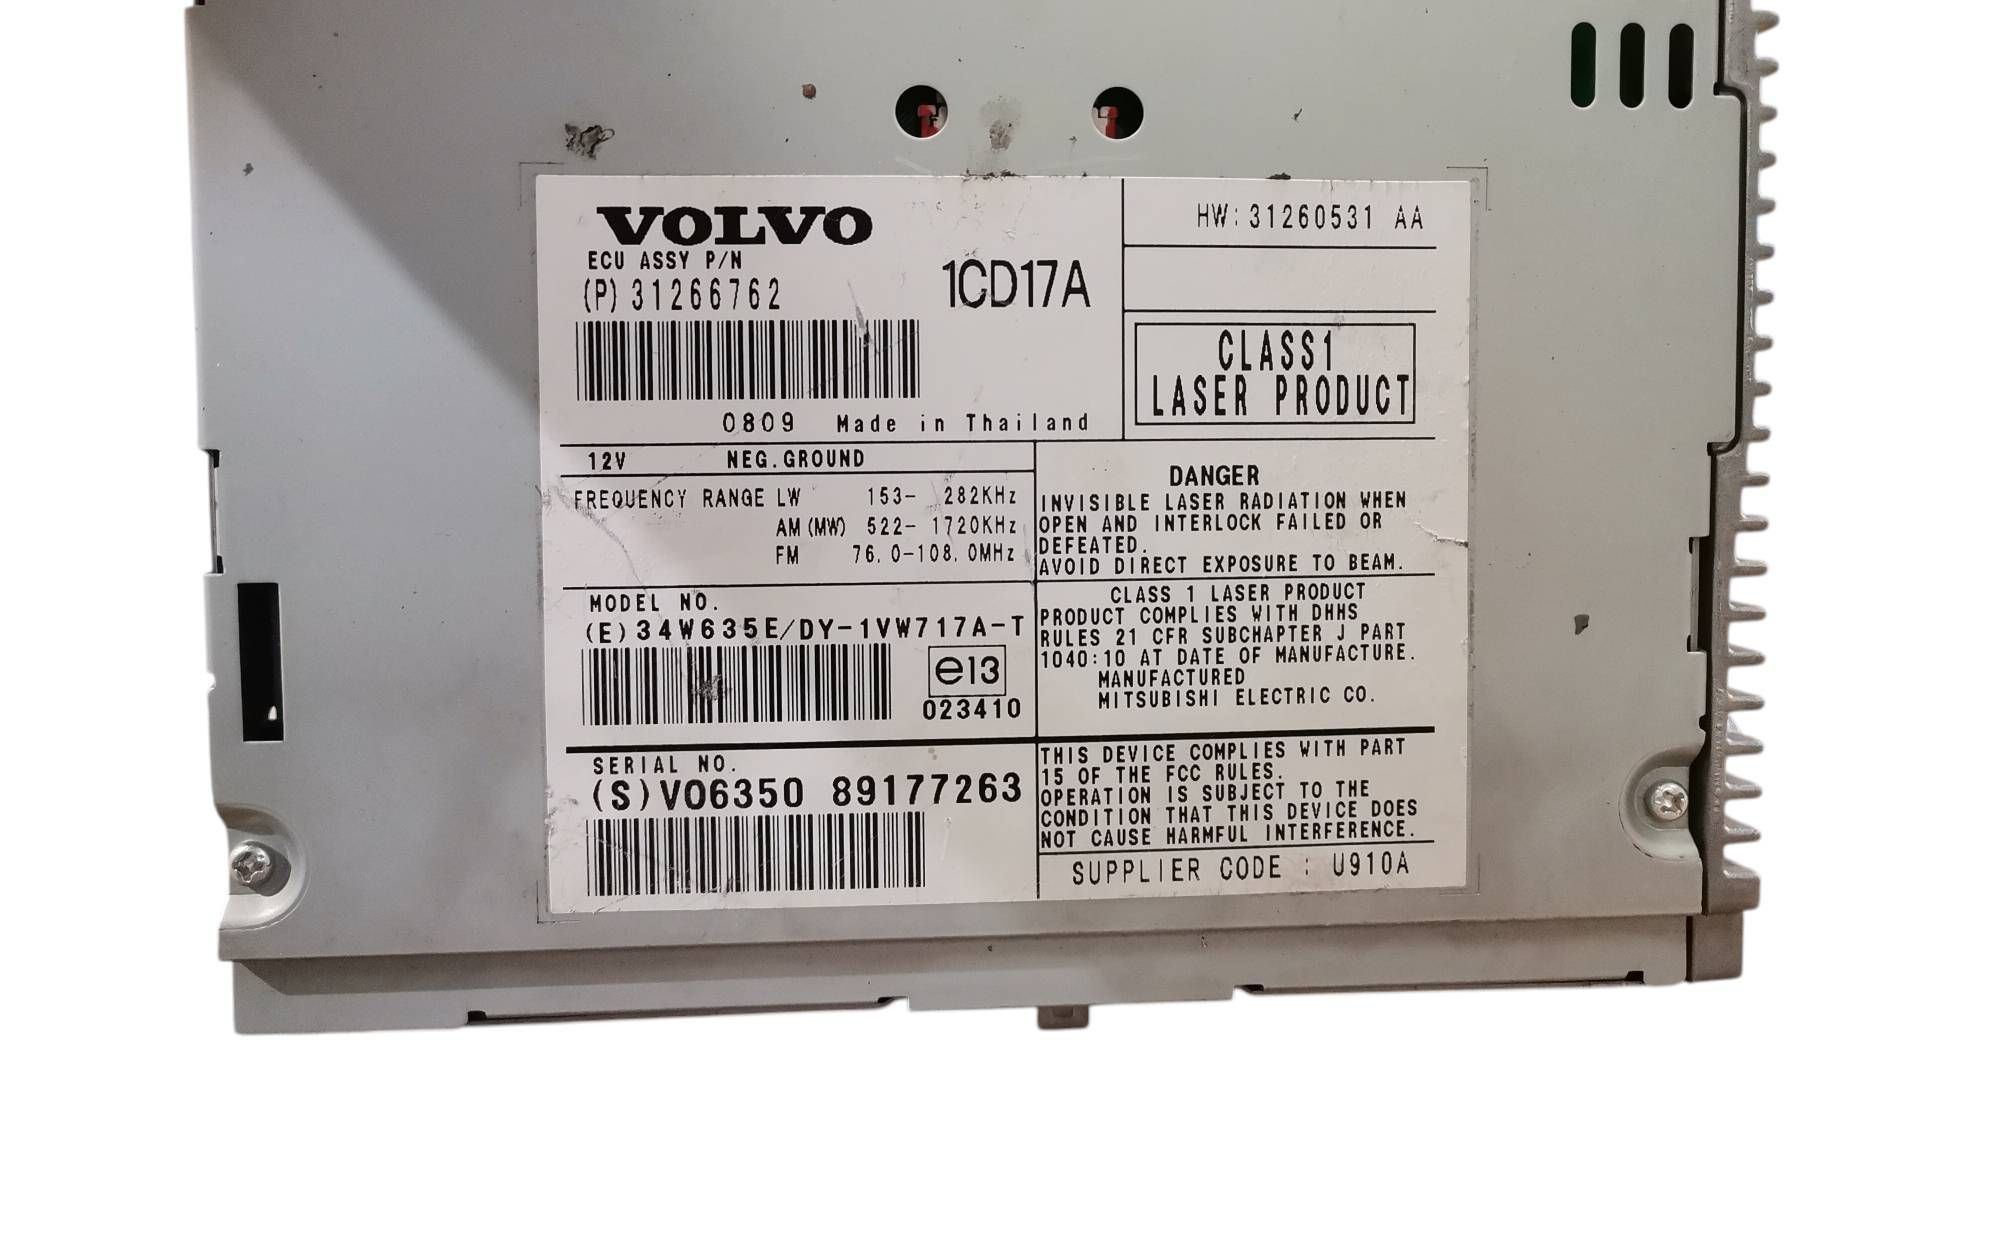 VOLVO
ECU ASSY P/N
(P) 31266762
1CD17A
0809 Made in Thailand
HW: 31260531 AA
CLASS1
LASER PRODUCT
12V NEG. GROUND
FREQUENCY RANGE LW 153- 282KHz
AM (MW) 522- 1720KHz
FM 76.0-108.0MHz
DANGER
INVISIBLE LASER RADIATION WHEN
OPEN AND INTERLOCK FAILED OR
DEFEATED.
AVOID DIRECT EXPOSURE TO BEAM.
MODEL NO.
(E) 34W635E/DY-1VW717A-T
e13
023410
CLASS 1 LASER PRODUCT
PRODUCT COMPLIES WITH DHHS
RULES 21 CFR SUBCHAPTER J PART
1040:10 AT DATE OF MANUFACTURE.
MANUFACTURED
MITSUBISHI ELECTRIC CO.
SERIAL NO.
(S) VO6350 89177263
THIS DEVICE COMPLIES WITH PART
15 OF THE FCC RULES.
OPERATION IS SUBJECT TO THE
CONDITION THAT THIS DEVICE DOES
NOT CAUSE HARMFUL INTERFERENCE.
SUPPLIER CODE : U910A